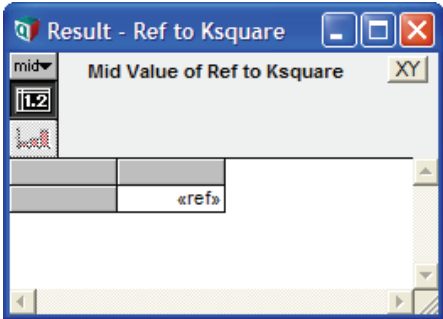 Result - Ref to Ksquare
mid
Mid Value of Ref to Ksquare
XY
1.2
«ref»